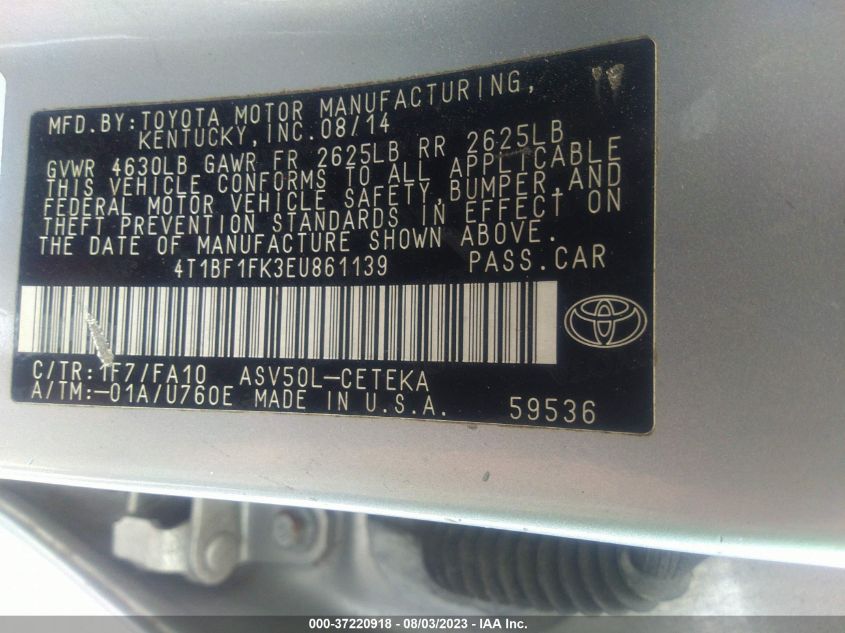 MFD. BY: TOYOTA MOTOR MANUFACTURING,
KENTUCKY, INC. 08/14
GVWR 4630LB GAWR FR 2625LB RR 2625LB
THIS VEHICLE CONFORMS TO ALL APPLICABLE
FEDERAL MOTOR VEHICLE SAFETY, BUMPER, AND
THEFT PREVENTION STANDARDS IN EFFECT ON
THE DATE OF MANUFACTURE SHOWN ABOVE.
4T1BF1FK3EU861139 PASS. CAR
C/TR: 1F7/FA10 ASV50L-CETEKA
A/TM:-01A/U760E MADE IN U.S.A. 59536
000-37220918 - 08/03/2023 - IAA Inc.